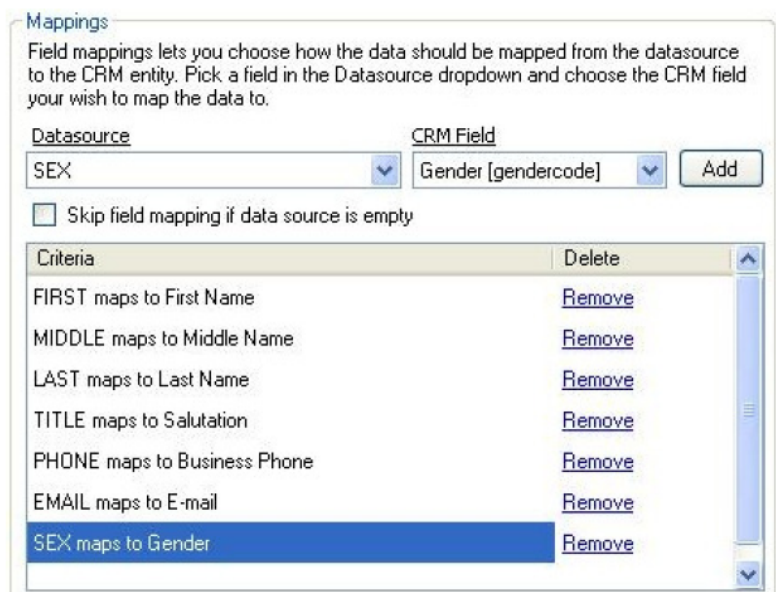 Mappings
Field mappings lets you choose how the data should be mapped from the datasource
to the CRM entity. Pick a field in the Datasource dropdown and choose the CRM field
your wish to map the data to.
Datasource CRM Field
SEX Gender [gendercode] Add
Skip field mapping if data source is empty
Criteria Delete
FIRST maps to First Name Remove
MIDDLE maps to Middle Name Remove
LAST maps to Last Name Remove
TITLE maps to Salutation Remove
PHONE maps to Business Phone Remove
EMAIL maps to E-mail Remove
SEX maps to Gender Remove